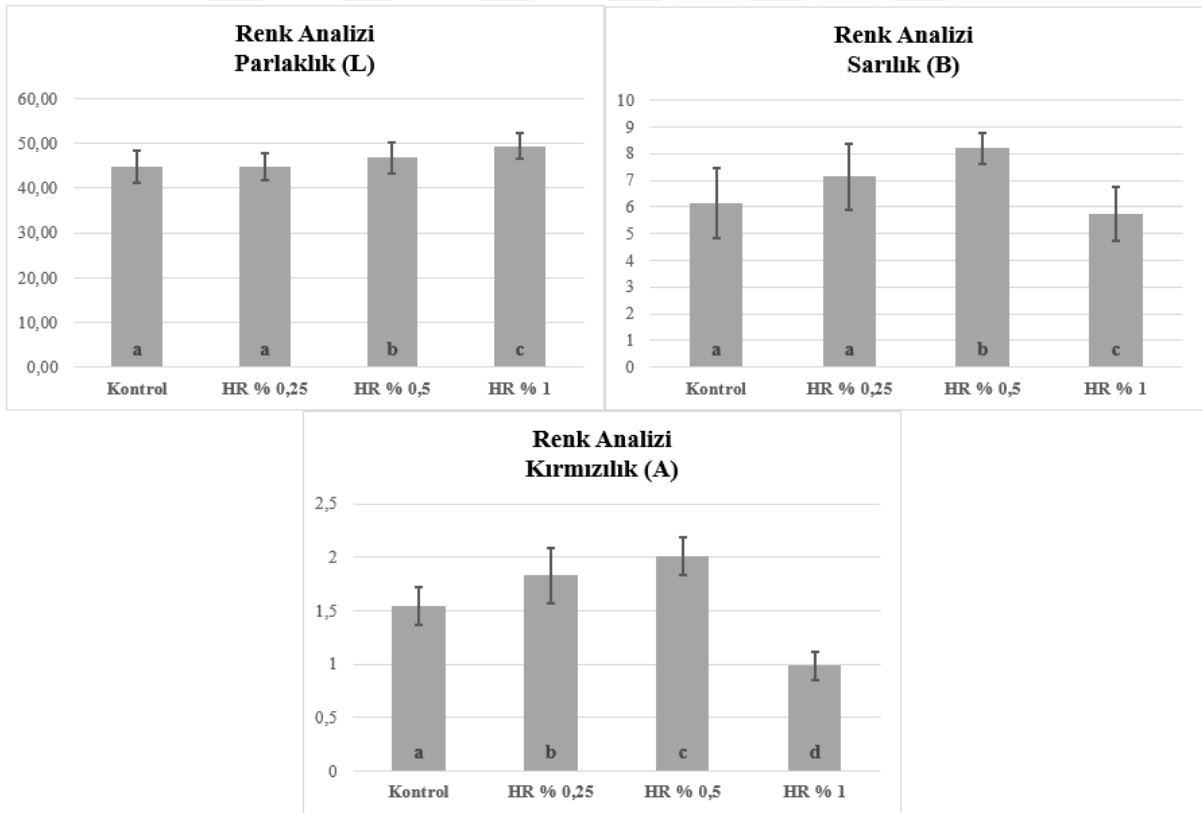 Renk Analizi
Parlaklık (L)
60,00
50,00
40,00
30,00
20,00
10,00
0,00
a a b c
Kontrol HR % 0,25 HR % 0,5 HR % 1
Renk Analizi
Sarılık (B)
10
9
8
7
6
5
4
3
2
1
0
a a b c
Kontrol HR % 0,25 HR % 0,5 HR % 1
Renk Analizi
Kırmızılık (A)
2,5
2
1,5
1
0,5
0
a b c d
Kontrol HR % 0,25 HR % 0,5 HR % 1